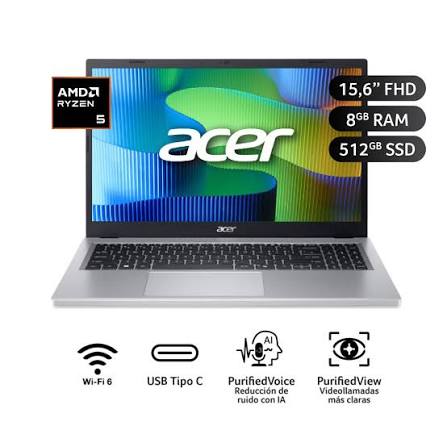 AMD
RYZEN
5
15,6” FHD
8GB RAM
512GB SSD
acer
acer
AI
Wi-Fi 6
USB Tipo C
PurifiedVoice
Reducción de
ruido con IA
PurifiedView
Videollamadas
más claras